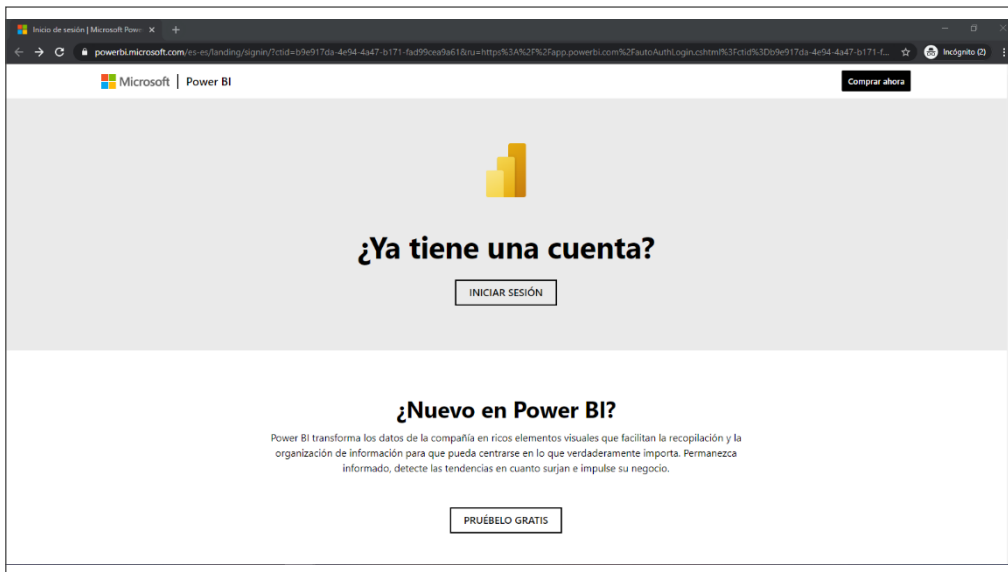 Inicio de sesión | Microsoft Power
powerbi.microsoft.com/es-es/landing/signin/?ctid=b9e917da-4e94-4a47-b171-fad99cea9a61&ru=https%3A%2F%2Fapp.powerbi.com%2FautoAuthLogin.cshtml%3Fctid%3Db9e917da-4e94-4a47-b171-f... Incógnito (2)
Microsoft | Power BI
Comprar ahora
¿Ya tiene una cuenta?
INICIAR SESIÓN
¿Nuevo en Power BI?
Power BI transforma los datos de la compañía en ricos elementos visuales que facilitan la recopilación y la
organización de información para que pueda centrarse en lo que verdaderamente importa. Permanezca
informado, detecte las tendencias en cuanto surjan e impulse su negocio.
PRUÉBELO GRATIS